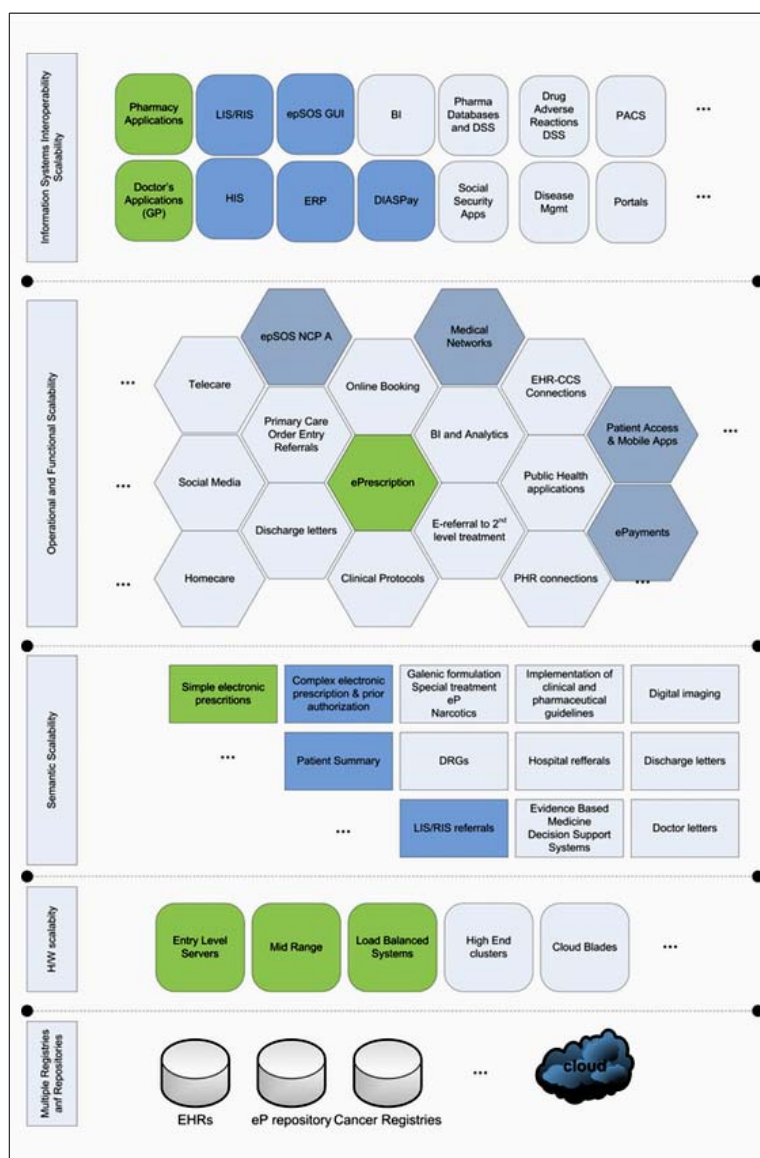 Information Systems Interoperability
Scalability
Pharmacy
Applications
LIS/RIS
epSOS GUI
BI
Pharma
Databases
and DSS
Drug
Adverse
Reactions
DSS
PACS
...
Doctor's
Applications
(GP)
HIS
ERP
DIASPay
Social
Security
Apps
Disease
Mgmt
Portals
...
Operational and Functional Scalability
epSOS NCP A
Medical
Networks
...
Telecare
Online Booking
EHR-CCS
Connections
Primary Care
Order Entry
Referrals
BI and Analytics
Patient Access
& Mobile Apps
...
...
Social Media
ePrescription
Public Health
applications
Discharge letters
E-referral to 2nd
level treatment
ePayments
...
Homecare
Clinical Protocols
PHR connections
...
Semantic Scalability
Simple electronic
prescritions
Complex electronic
prescription & prior
authorization
Galenic formulation
Special treatment
eP
Narcotics
Implementation of
clinical and
pharmaceutical
guidelines
Digital imaging
...
Patient Summary
DRGs
Hospital refferals
Discharge letters
...
LIS/RIS referrals
Evidence Based
Medicine
Decision Support
Systems
Doctor letters
H/W scalabity
Entry Level
Servers
Mid Range
Load Balanced
Systems
High End
clusters
Cloud Blades
...
Multiple Registries
anf Repositories
EHRs
eP repository
Cancer Registries
...
cloud